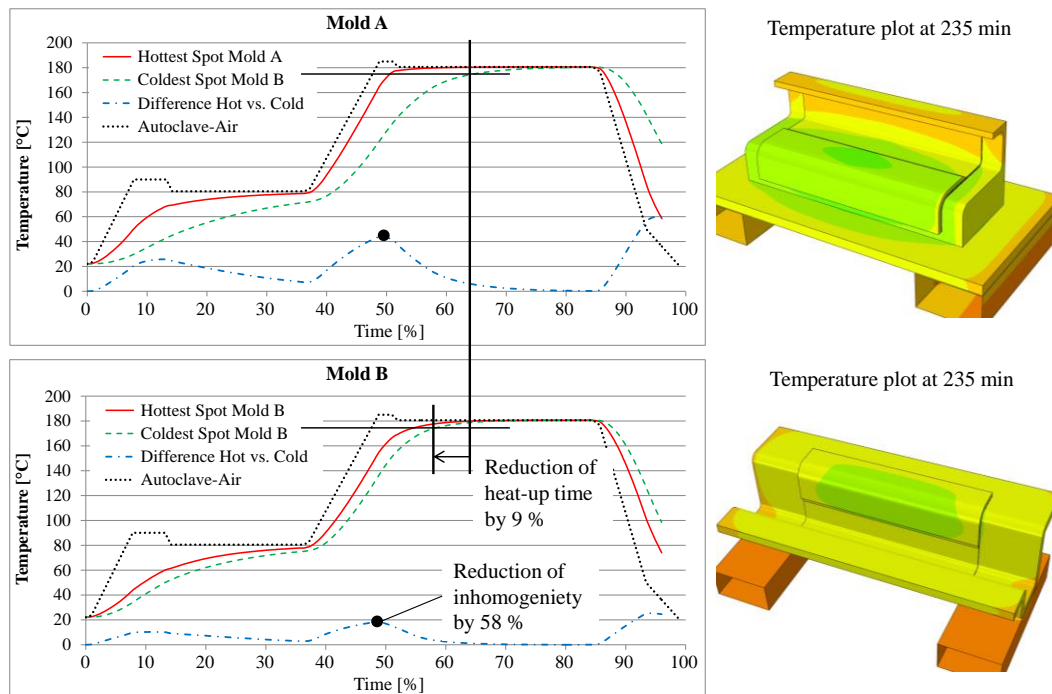 Mold A
Temperature [°C]
200
180
160
140
120
100
80
60
40
20
0
Hottest Spot Mold A
Coldest Spot Mold B
Difference Hot vs. Cold
Autoclave-Air
0 10 20 30 40 50 60 70 80 90 100
Time [%]
Temperature plot at 235 min
Mold B
Temperature [°C]
200
180
160
140
120
100
80
60
40
20
0
Hottest Spot Mold B
Coldest Spot Mold B
Difference Hot vs. Cold
Autoclave-Air
Reduction of
heat-up time
by 9 %
Reduction of
inhomogeniety
by 58 %
0 10 20 30 40 50 60 70 80 90 100
Time [%]
Temperature plot at 235 min